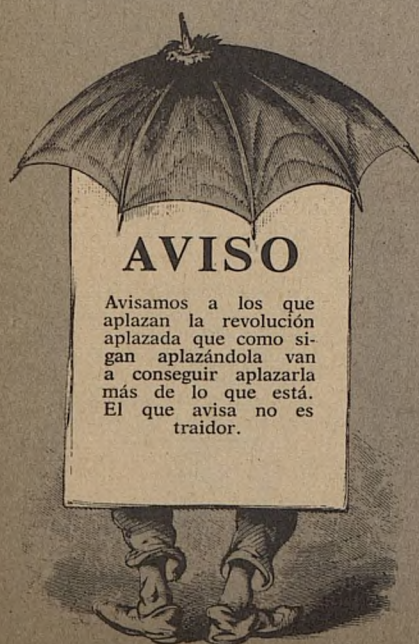 AVISO
Avisamos a los que
aplazan la revolución
aplazada que como si-
gan aplazándola van
a conseguir aplazarla
más de lo que está.
El que avisa no es
traidor.